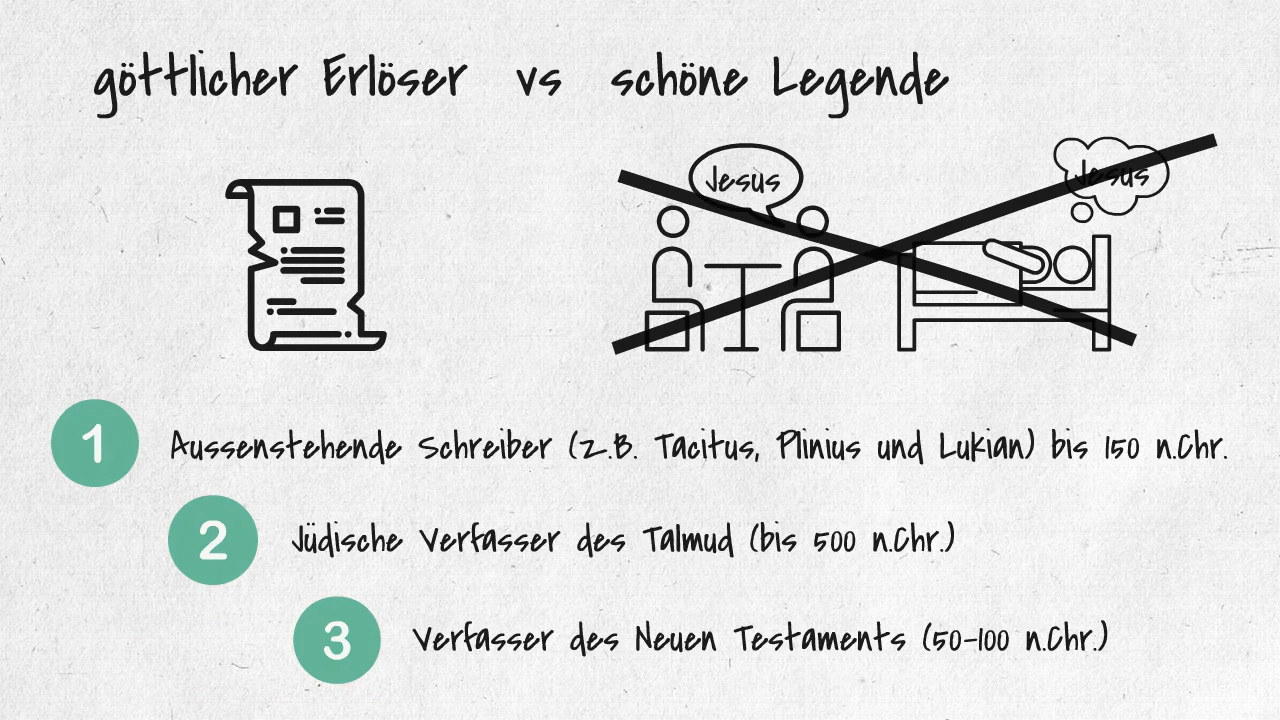 göttlicher Erlöser vs schöne Legende
Jesus
Jesus
1 Aussenstehende Schreiber (z.B. Tacitus, Plinius und Lukian) bis 150 n.Chr.
2 Jüdische Verfasser des Talmud (bis 500 n.Chr.)
3 Verfasser des Neuen Testaments (50-100 n.Chr.)